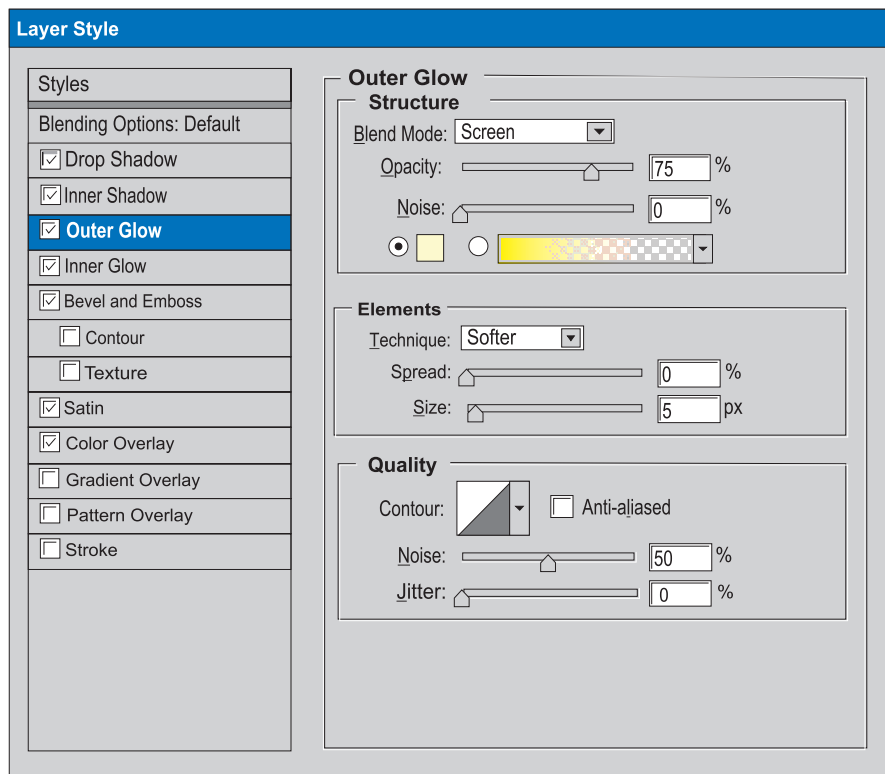 Layer Style
Styles
Blending Options: Default
Drop Shadow
Inner Shadow
Outer Glow
Inner Glow
Bevel and Emboss
Contour
Texture
Satin
Color Overlay
Gradient Overlay
Pattern Overlay
Stroke
Outer Glow
Structure
Blend Mode: Screen
Opacity: 75 %
Noise: 0 %
Elements
Technique: Softer
Spread: 0 %
Size: 5 px
Quality
Contour: Anti-aliased
Noise: 50 %
Jitter: 0 %